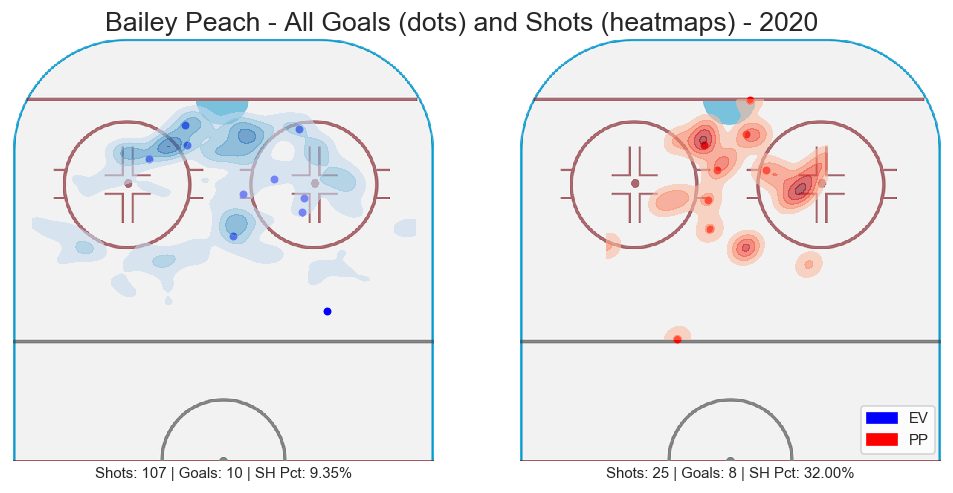 Bailey Peach - All Goals (dots) and Shots (heatmaps) - 2020
EV
PP
Shots: 107 | Goals: 10 | SH Pct: 9.35%
Shots: 25 | Goals: 8 | SH Pct: 32.00%